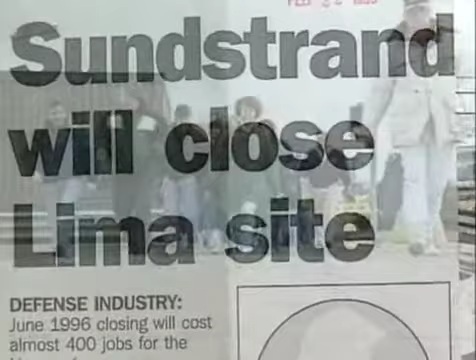 Sundstrand
will close
Lima site
DEFENSE INDUSTRY:
June 1996 closing will cost
almost 400 jobs for the